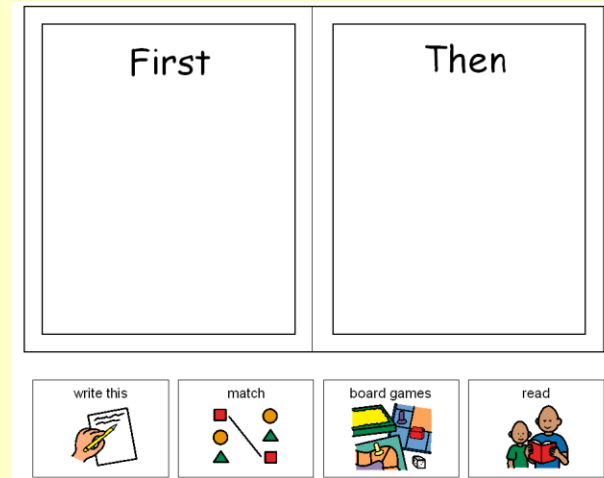 First
Then
write this
match
board games
read